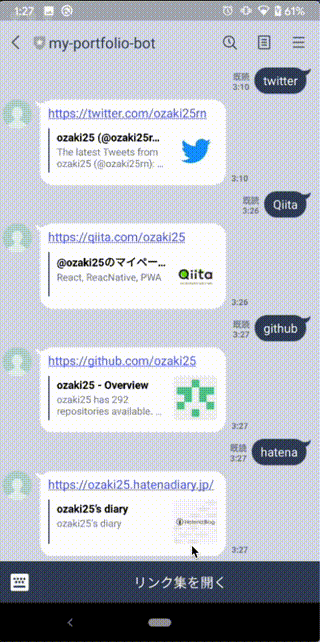 1:27
61%
my-portfolio-bot
既読
3:10
twitter
https://twitter.com/ozaki25rn
ozaki25 (@ozaki25r...
The latest Tweets from
ozaki25 (@ozaki25rn): ...
3:10
既読
3:26
Qiita
https://qiita.com/ozaki25
@ozaki25のマイペー...
React, ReacNative, PWA
Qiita
3:26
既読
3:27
github
https://github.com/ozaki25
ozaki25 - Overview
ozaki25 has 292
repositories available. ...
3:27
既読
3:27
hatena
https://ozaki25.hatenadiary.jp/
ozaki25's diary
ozaki25's diary
HatenaBlog
3:27
リンク集を開く